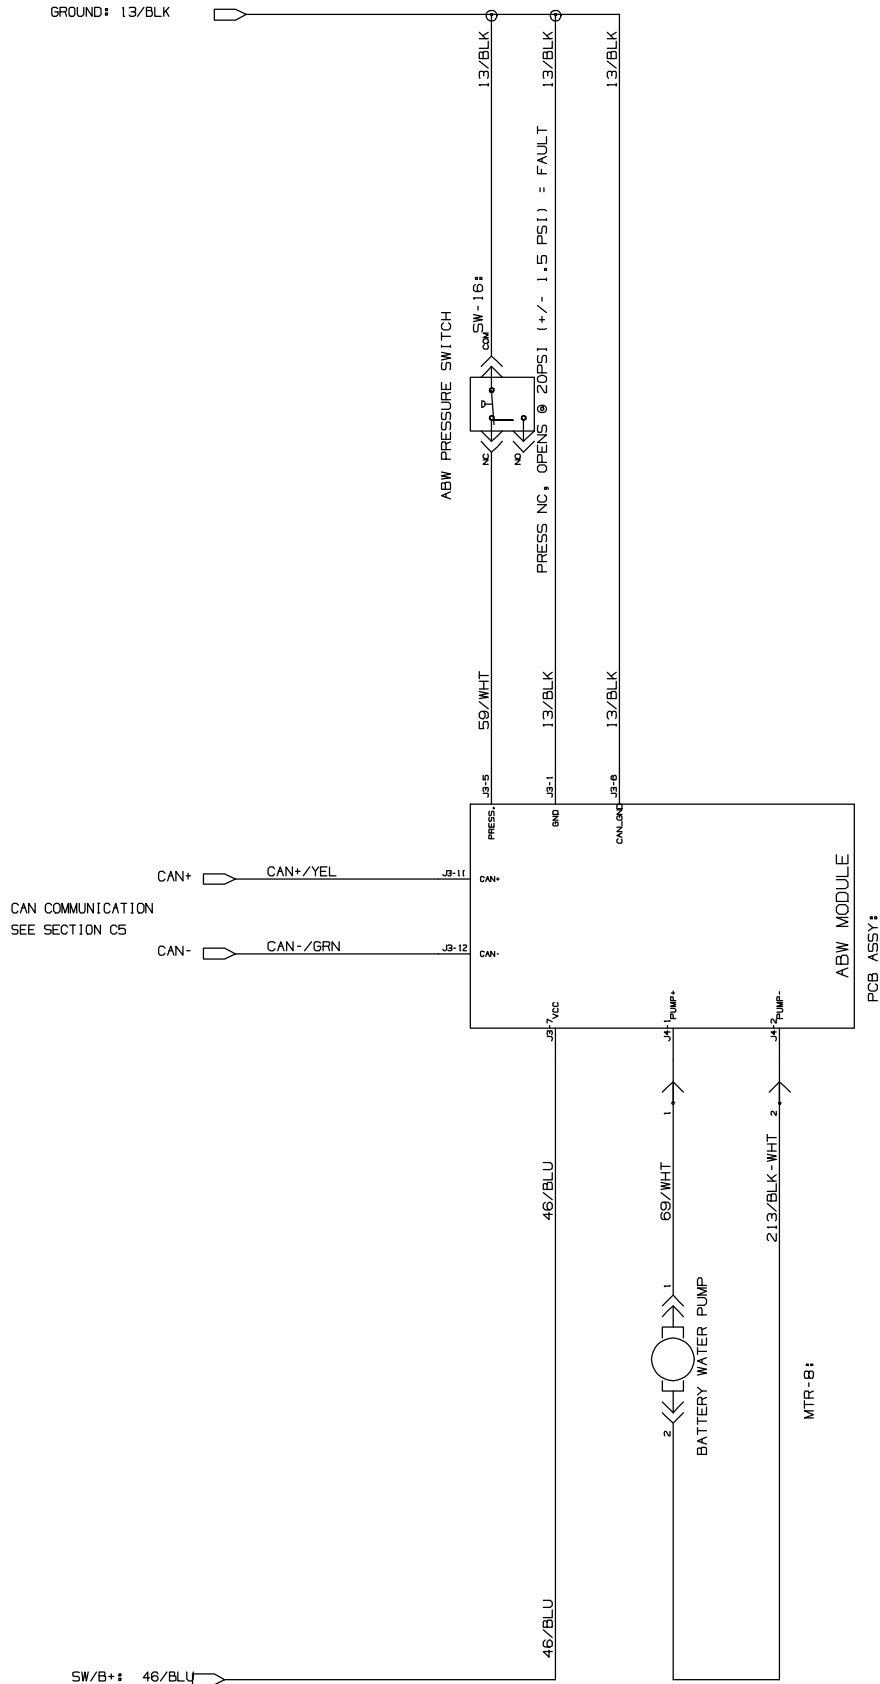 GROUND: 13/BLK
13/BLK
13/BLK
13/BLK
ABW PRESSURE SWITCH
SW-16:
COM
NC
NO
PRESS NC, OPENS @ 20PSI (+/- 1.5 PSI) = FAULT
59/WHT
13/BLK
13/BLK
J3-5
J3-1
J3-6
PRESS.
GND
CAN_GND
CAN+
CAN+/YEL
J3-11
CAN+
CAN COMMUNICATION
SEE SECTION C5
CAN-
CAN-/GRN
J3-12
CAN-
ABW MODULE
PCB ASSY:
J3-7
VCC
J4-1
PUMP+
J4-2
PUMP-
1
2
46/BLU
69/WHT
213/BLK-WHT
1
BATTERY WATER PUMP
2
MTR-8:
46/BLU
SW/B+: 46/BLU